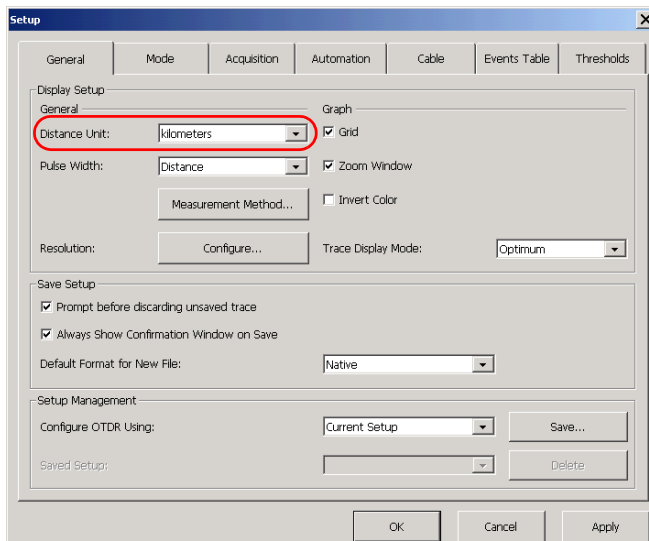 Setup
General Mode Acquisition Automation Cable Events Table Thresholds
Display Setup
General Graph
Distance Unit: kilometers Grid
Pulse Width: Distance Zoom Window
Measurement Method... Invert Color
Resolution: Configure... Trace Display Mode: Optimum
Save Setup
Prompt before discarding unsaved trace
Always Show Confirmation Window on Save
Default Format for New File: Native
Setup Management
Configure OTDR Using: Current Setup Save...
Saved Setup: Delete
OK Cancel Apply